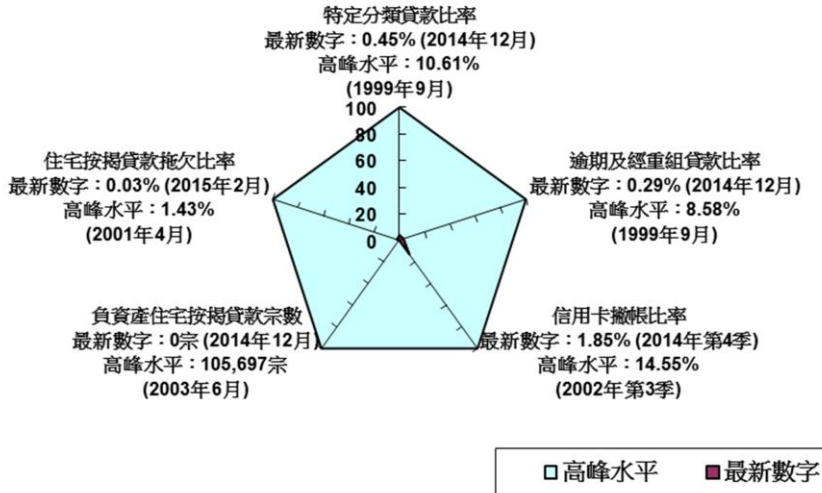 特定分類貸款比率
最新數字：0.45% (2014年12月)
高峰水平：10.61%
(1999年9月)
100
80
60
40
20
0
住宅按揭貸款拖欠比率
最新數字：0.03% (2015年2月)
高峰水平：1.43%
(2001年4月)
逾期及經重組貸款比率
最新數字：0.29% (2014年12月)
高峰水平：8.58%
(1999年9月)
負資產住宅按揭貸款宗數
最新數字：0宗 (2014年12月)
高峰水平：105,697宗
(2003年6月)
信用卡撇帳比率
最新數字：1.85% (2014年第4季)
高峰水平：14.55%
(2002年第3季)
高峰水平
最新數字